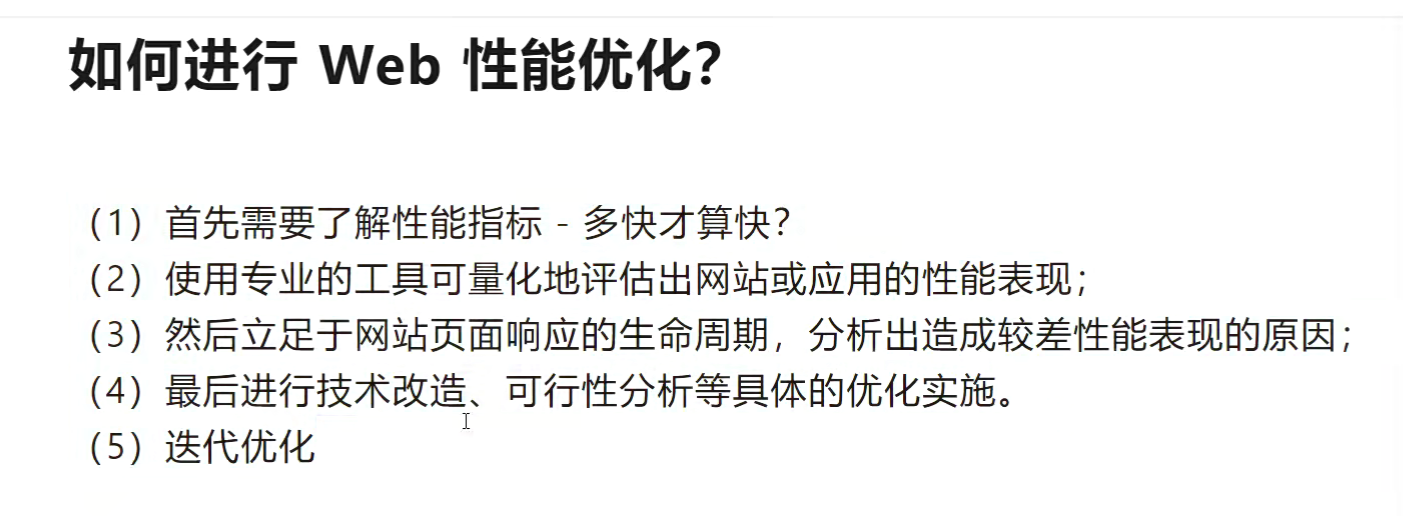 如何进行 Web 性能优化?
（1）首先需要了解性能指标 - 多快才算快?
（2）使用专业的工具可量化地评估出网站或应用的性能表现；
（3）然后立足于网站页面响应的生命周期，分析出造成较差性能表现的原因；
（4）最后进行技术改造、可行性分析等具体的优化实施。
（5）迭代优化